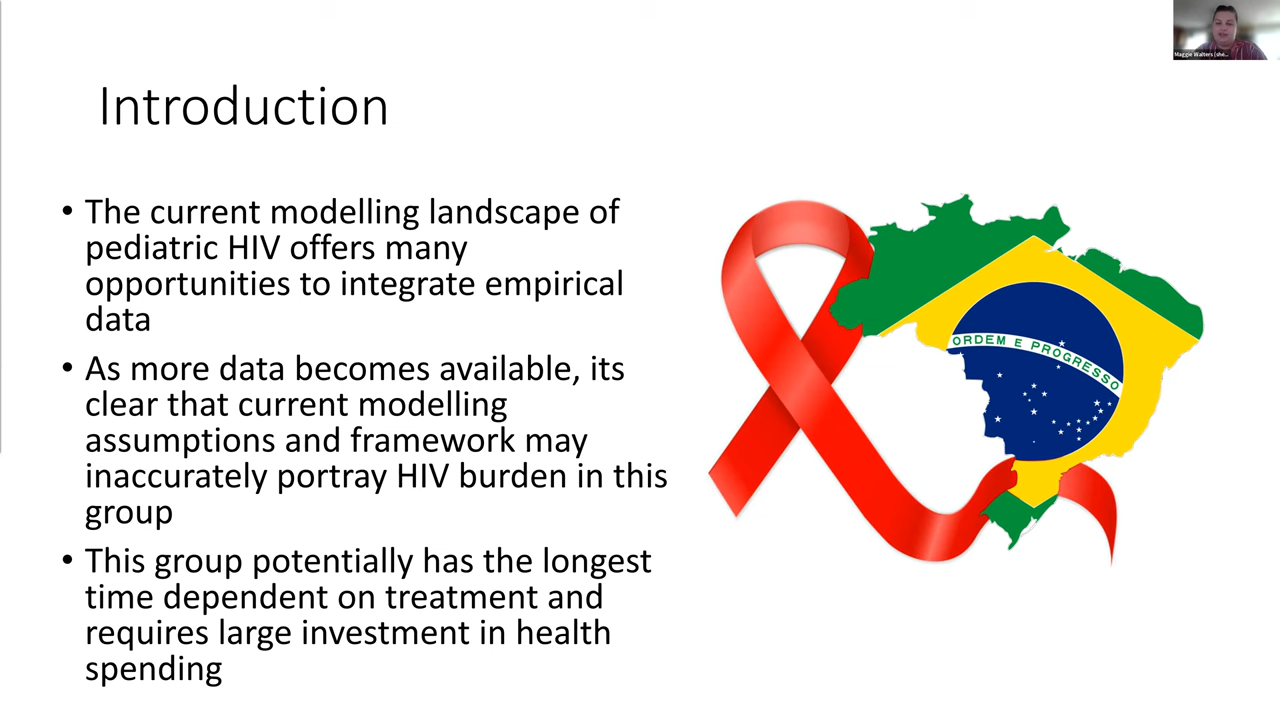 Maggie Walters (she...
Introduction
• The current modelling landscape of
pediatric HIV offers many
opportunities to integrate empirical
data
• As more data becomes available, its
clear that current modelling
assumptions and framework may
inaccurately portray HIV burden in this
group
• This group potentially has the longest
time dependent on treatment and
requires large investment in health
spending
ORDEM E PROGRESSO